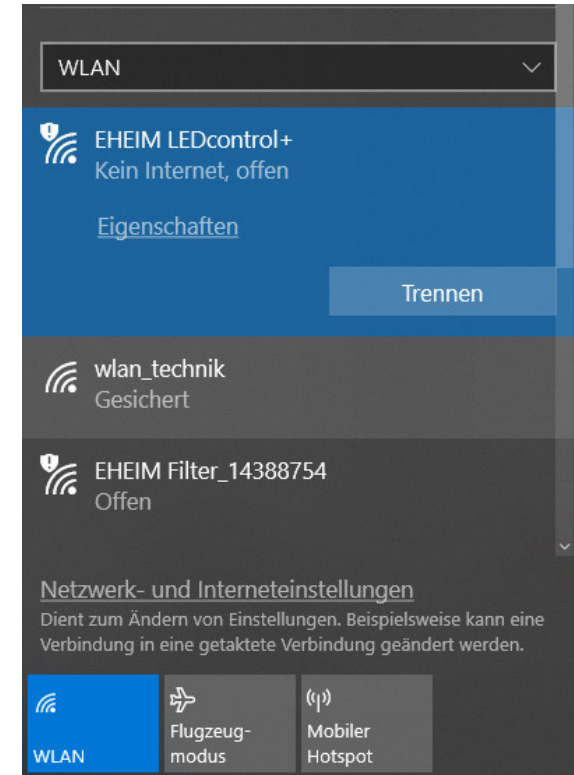 WLAN
EHEIM LEDcontrol+
Kein Internet, offen
Eigenschaften
Trennen
wlan_technik
Gesichert
EHEIM Filter_14388754
Offen
Netzwerk- und Interneteinstellungen
Dient zum Ändern von Einstellungen. Beispielsweise kann eine
Verbindung in eine getaktete Verbindung geändert werden.
WLAN
Flugzeug-
modus
Mobiler
Hotspot